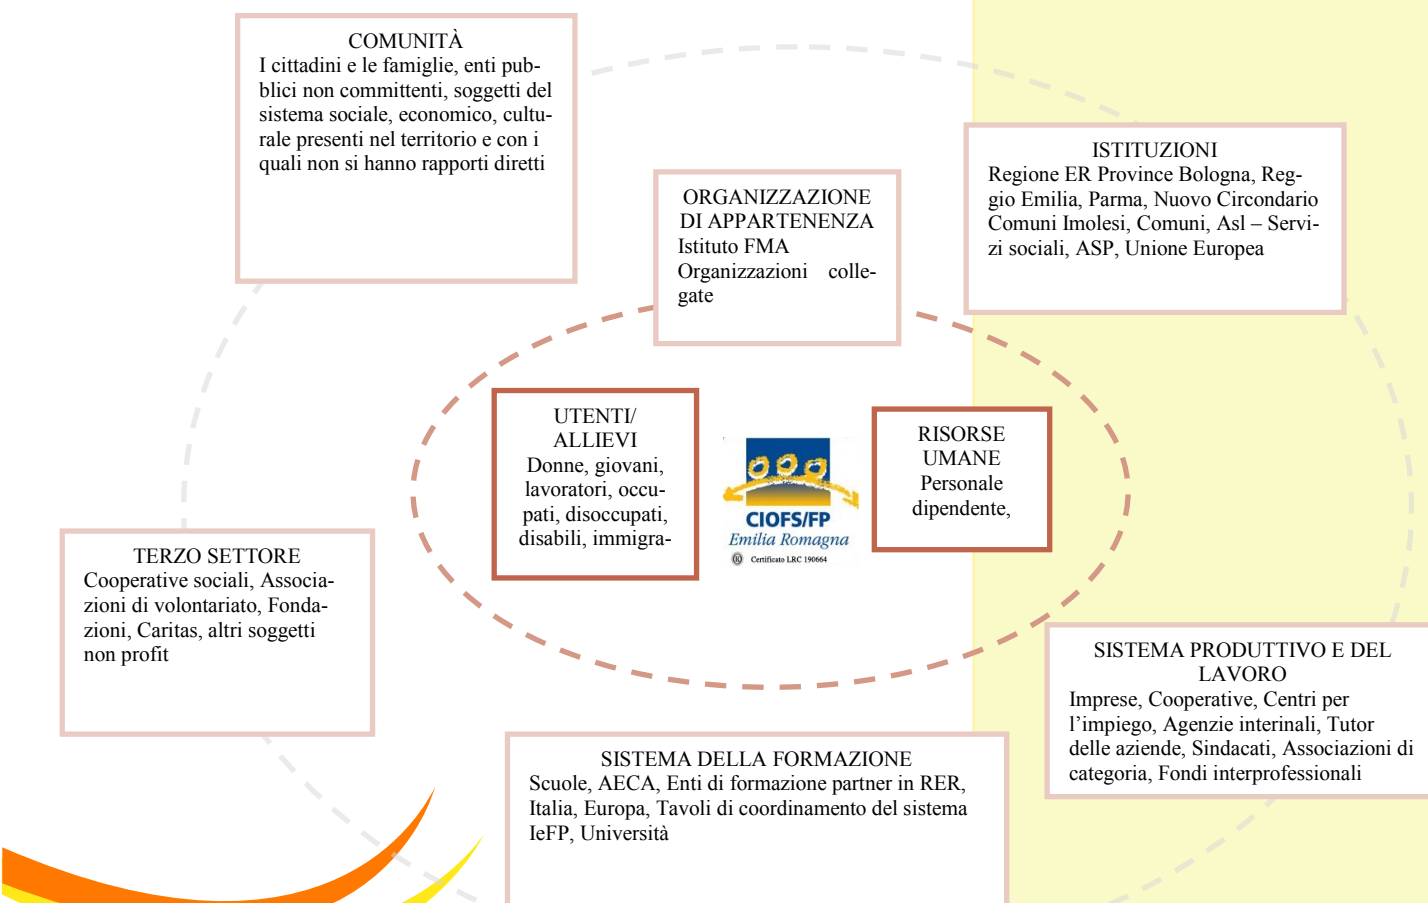 COMUNITÀ
I cittadini e le famiglie, enti pub-
blici non committenti, soggetti del
sistema sociale, economico, cultu-
rale presenti nel territorio e con i
quali non si hanno rapporti diretti
ISTITUZIONI
Regione ER Province Bologna, Reg-
gio Emilia, Parma, Nuovo Circondario
Comuni Imolesi, Comuni, Asl – Servi-
zi sociali, ASP, Unione Europea
ORGANIZZAZIONE
DI APPARTENENZA
Istituto FMA
Organizzazioni colle-
gate
UTENTI/
ALLIEVI
Donne, giovani,
lavoratori, occu-
pati, disoccupati,
disabili, immigra-
CIOFS/FP
Emilia Romagna
Certificato LRC 190664
RISORSE
UMANE
Personale
dipendente,
TERZO SETTORE
Cooperative sociali, Associa-
zioni di volontariato, Fonda-
zioni, Caritas, altri soggetti
non profit
SISTEMA PRODUTTIVO E DEL
LAVORO
Imprese, Cooperative, Centri per
l’impiego, Agenzie interinali, Tutor
delle aziende, Sindacati, Associazioni di
categoria, Fondi interprofessionali
SISTEMA DELLA FORMAZIONE
Scuole, AECA, Enti di formazione partner in RER,
Italia, Europa, Tavoli di coordinamento del sistema
IeFP, Università